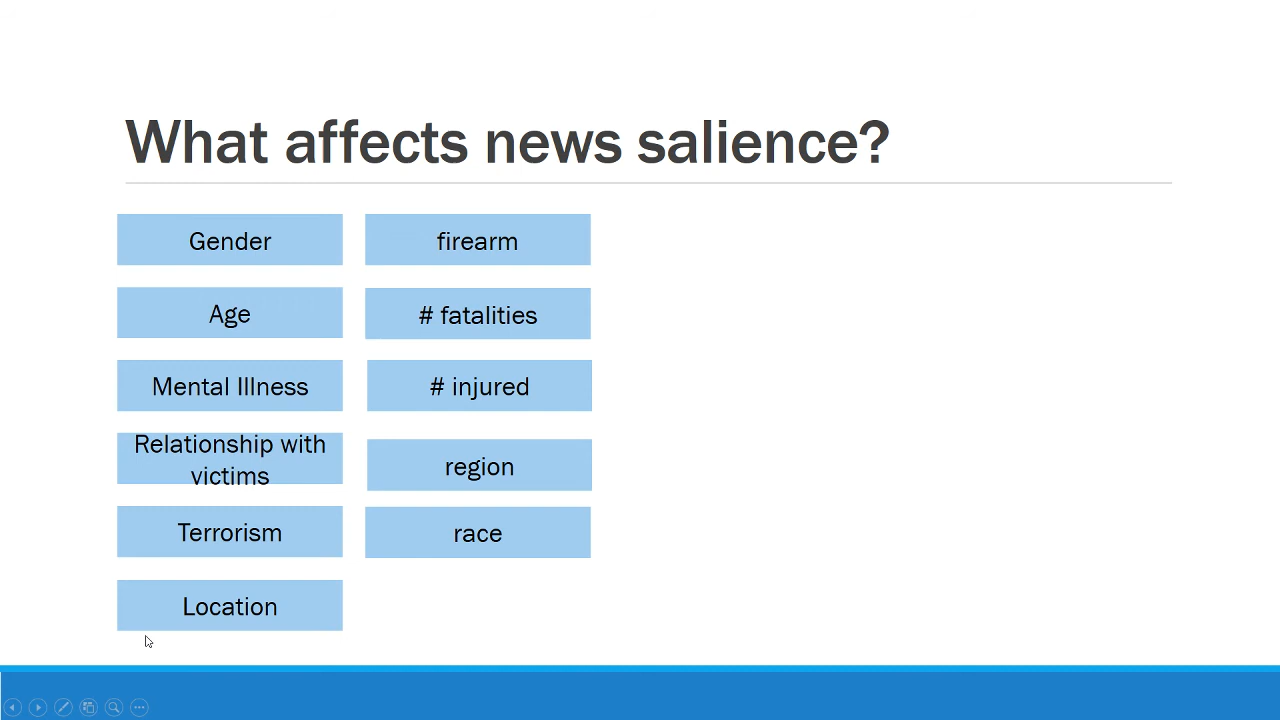 What affects news salience?
Gender
Age
Mental Illness
Relationship with
victims
Terrorism
Location
firearm
# fatalities
# injured
region
race